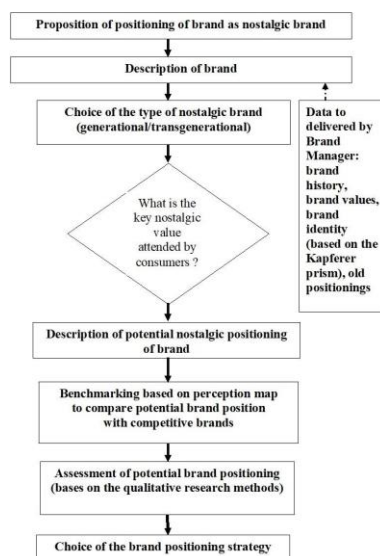 Proposition of positioning of brand as nostalgic brand
Description of brand
Choice of the type of nostalgic brand
(generational/transgenerational)
Data to
delivered by
Brand
Manager:
brand
history,
brand values,
brand
identity
(based on the
Kapferer
prism), old
positionings
What is the
key nostalgic
value
attended by
consumers ?
Description of potential nostalgic positioning
of brand
Benchmarking based on perception map
to compare potential brand position
with competitive brands
Assessment of potential brand positioning
(bases on the qualitative research methods)
Choice of the brand positioning strategy